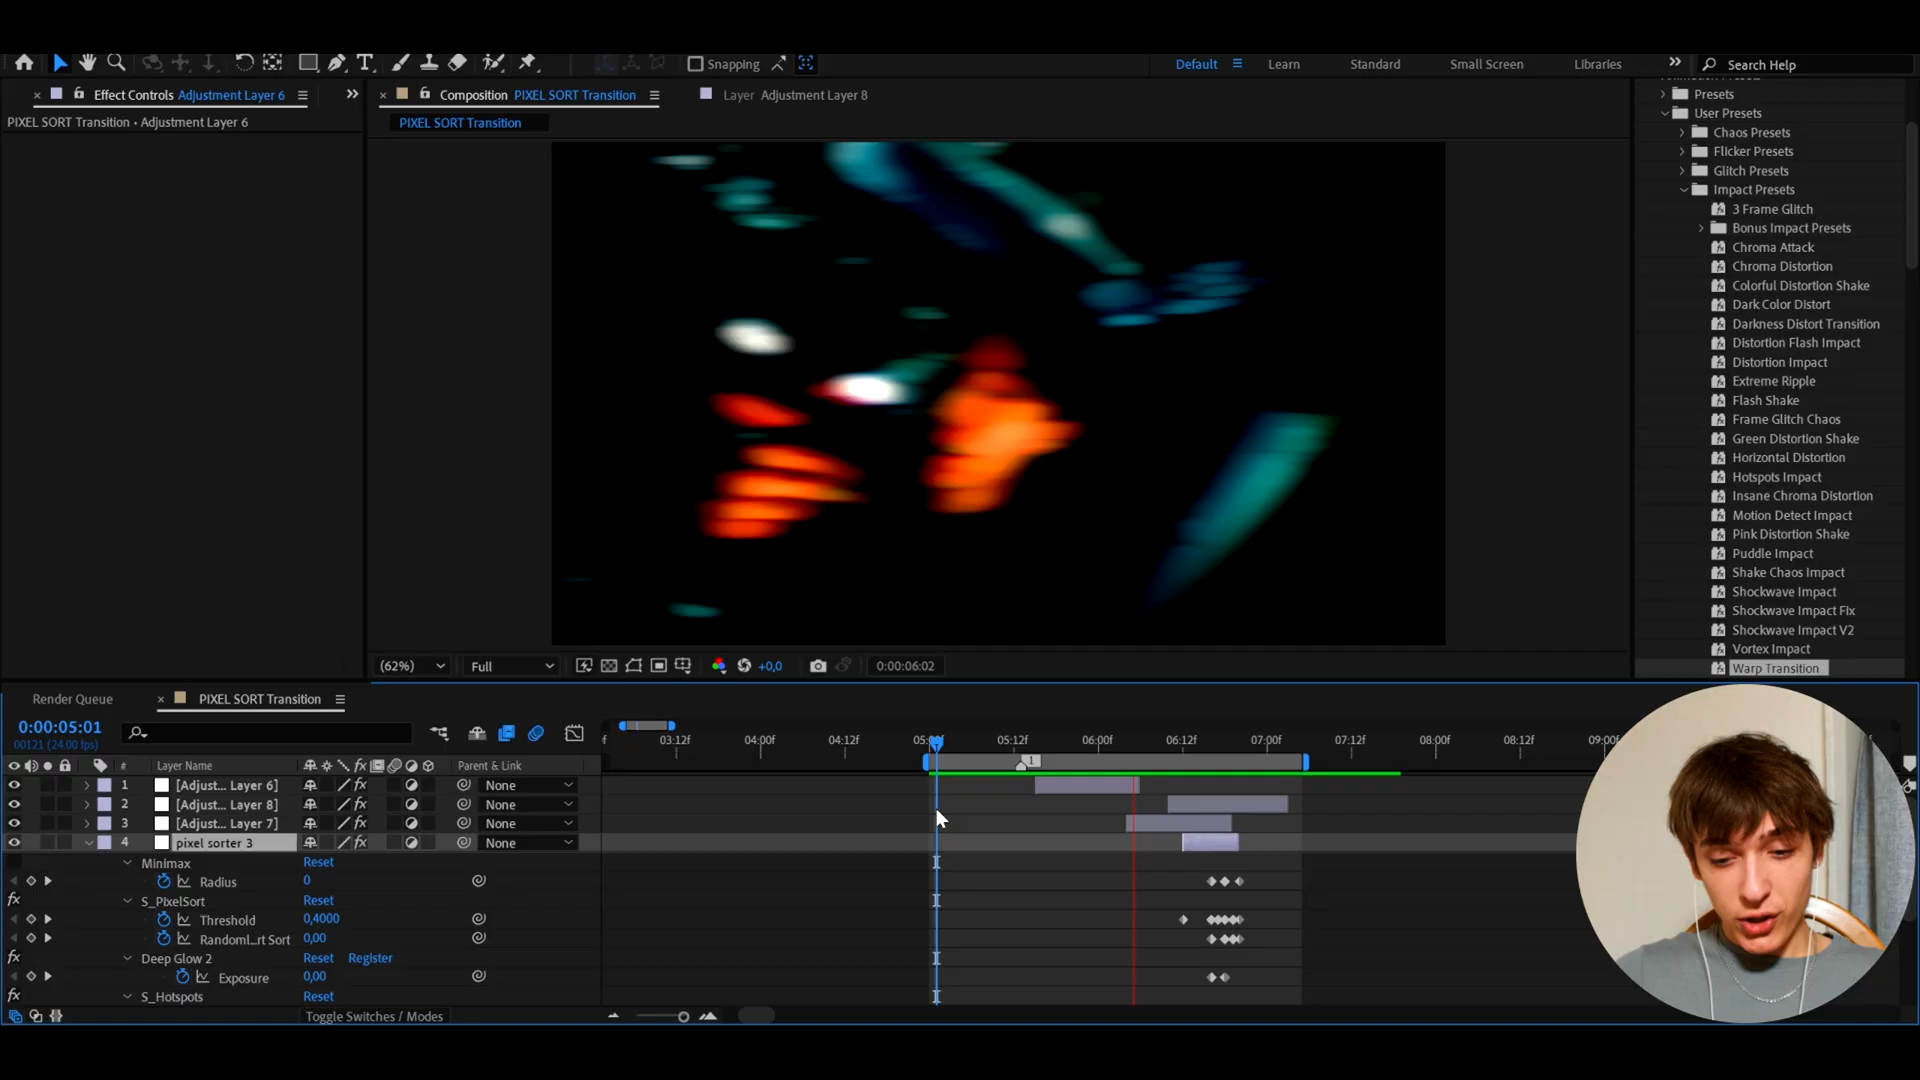 Snapping
Default
Learn
Standard
Small Screen
Libraries
Search Help
Effect Controls Adjustment Layer 6
Composition PIXEL SORT Transition
Layer Adjustment Layer 8
PIXEL SORT Transition • Adjustment Layer 6
PIXEL SORT Transition
Presets
User Presets
Chaos Presets
Flicker Presets
Glitch Presets
Impact Presets
3 Frame Glitch
Bonus Impact Presets
Chroma Attack
Chroma Distortion
Colorful Distortion Shake
Dark Color Distort
Darkness Distort Transition
Distortion Flash Impact
Distortion Impact
Extreme Ripple
Flash Shake
Frame Glitch Chaos
Green Distortion Shake
Horizontal Distortion
Hotspots Impact
Insane Chroma Distortion
Motion Detect Impact
Pink Distortion Shake
Puddle Impact
Shake Chaos Impact
Shockwave Impact
Shockwave Impact FIx
Shockwave Impact V2
Vortex Impact
Warp Transition
(62%)
Full
+0,0
0:00:06:02
Render Queue
PIXEL SORT Transition
0:00:05:01
00121 (24.00 fps)
03:12f 04:00f 04:12f 05:00f 05:12f 06:00f 06:12f 07:00f 07:12f 08:00f 08:12f 09:00f
1
# Layer Name Parent & Link
1 [Adjust... Layer 6] None
2 [Adjust... Layer 8] None
3 [Adjust... Layer 7] None
4 pixel sorter 3 None
Minimax Reset
Radius 0
fx S_PixelSort Reset
Threshold 0,4000
RandomI...rt Sort 0,00
fx Deep Glow 2 Reset Register
Exposure 0,00
fx S_Hotspots Reset
Toggle Switches / Modes